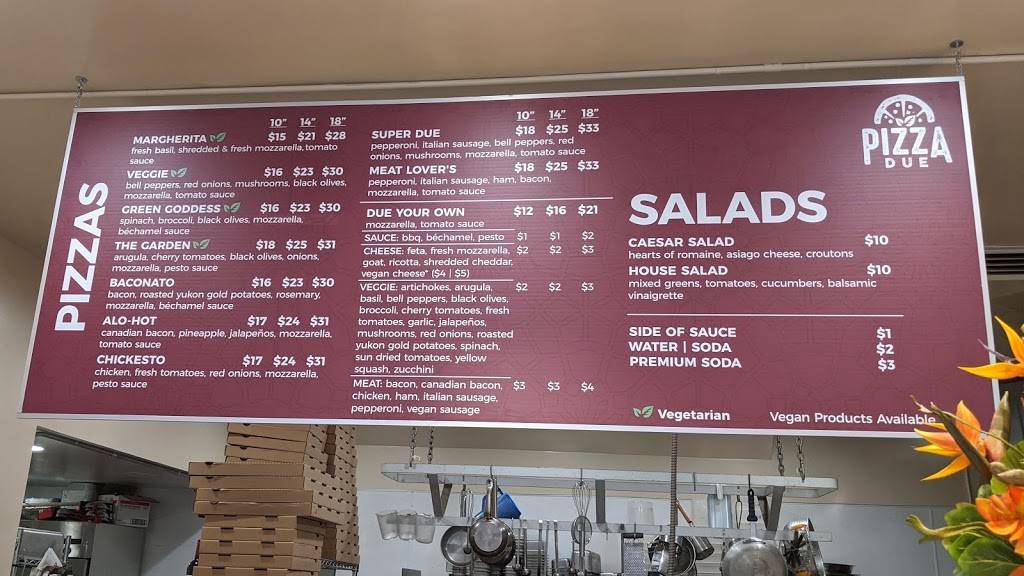 PIZZAS
10" 14" 18"
MARGHERITA $15 $21 $28
fresh basil, shredded & fresh mozzarella, tomato
sauce
VEGGIE $16 $23 $30
bell peppers, red onions, mushrooms, black olives,
mozzarella, tomato sauce
GREEN GODDESS $16 $23 $30
spinach, broccoli, black olives, mozzarella,
béchamel sauce
THE GARDEN $18 $25 $31
arugula, cherry tomatoes, black olives, onions,
mozzarella, pesto sauce
BACONATO $16 $23 $30
bacon, roasted yukon gold potatoes, rosemary,
mozzarella, béchamel sauce
ALO-HOT $17 $24 $31
canadian bacon, pineapple, jalapeños, mozzarella,
tomato sauce
CHICKESTO $17 $24 $31
chicken, fresh tomatoes, red onions, mozzarella,
pesto sauce
10" 14" 18"
SUPER DUE $18 $25 $33
pepperoni, italian sausage, bell peppers, red
onions, mushrooms, mozzarella, tomato sauce
MEAT LOVER'S $18 $25 $33
pepperoni, italian sausage, ham, bacon,
mozzarella, tomato sauce
DUE YOUR OWN $12 $16 $21
mozzarella, tomato sauce
SAUCE: bbq, béchamel, pesto $1 $1 $2
CHEESE: feta, fresh mozzarella, $2 $2 $3
goat, ricotta, shredded cheddar,
vegan cheese* ($4 | $5)
VEGGIE: artichokes, arugula, $2 $2 $3
basil, bell peppers, black olives,
broccoli, cherry tomatoes, fresh
tomatoes, garlic, jalapeños,
mushrooms, red onions, roasted
yukon gold potatoes, spinach,
sun dried tomatoes, yellow
squash, zucchini
MEAT: bacon, canadian bacon, $3 $3 $4
chicken, ham, italian sausage,
pepperoni, vegan sausage
PIZZA
DUE
SALADS
CAESAR SALAD $10
hearts of romaine, aslago cheese, croutons
HOUSE SALAD $10
mixed greens, tomatoes, cucumbers, balsamic
vinaigrette
SIDE OF SAUCE $1
WATER | SODA $2
PREMIUM SODA $3
Vegetarian Vegan Products Available